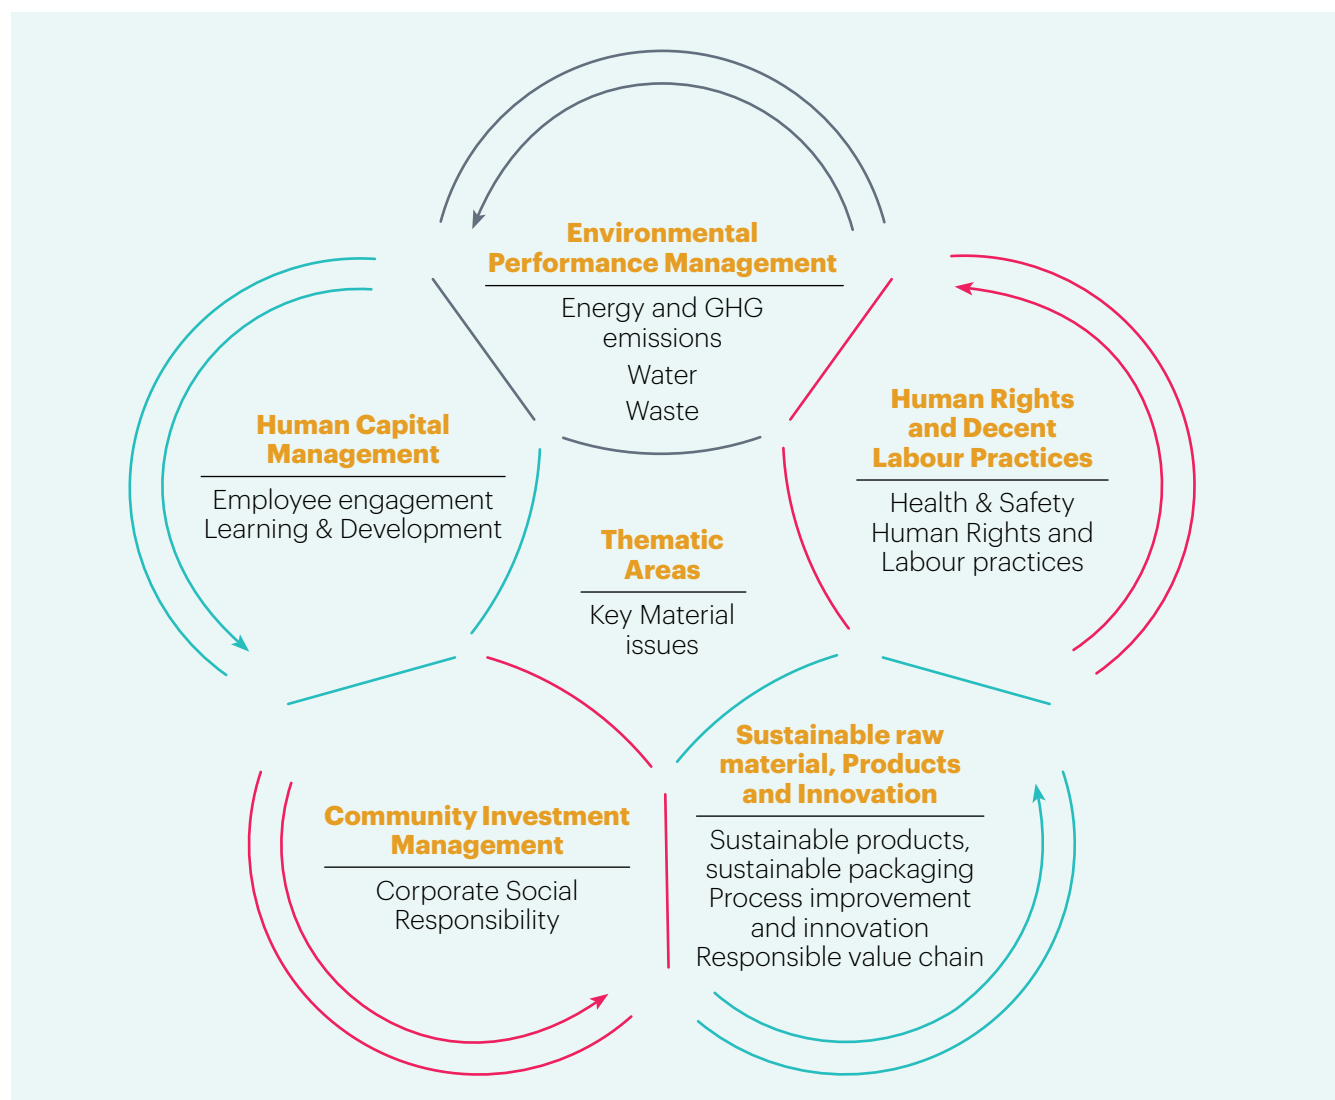 Environmental
Performance Management
Energy and GHG
emissions
Water
Waste
Human Rights
and Decent
Labour Practices
Health & Safety
Human Rights and
Labour practices
Human Capital
Management
Employee engagement
Learning & Development
Thematic
Areas
Key Material
issues
Sustainable raw
material, Products
and Innovation
Sustainable products,
sustainable packaging
Process improvement
and innovation
Responsible value chain
Community Investment
Management
Corporate Social
Responsibility